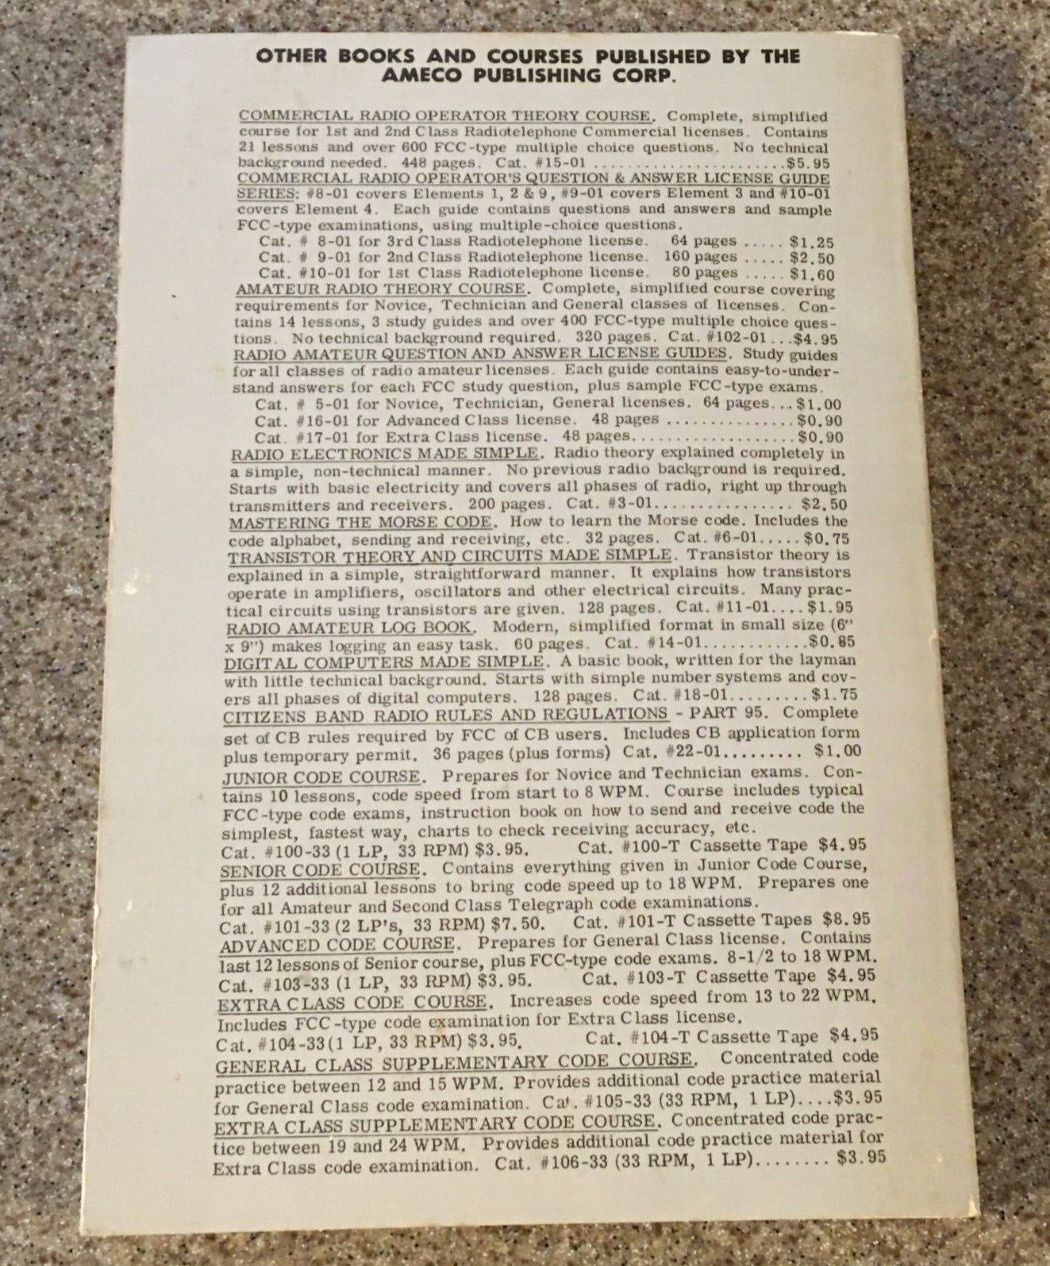 OTHER BOOKS AND COURSES PUBLISHED BY THE
AMECO PUBLISHING CORP.
COMMERCIAL RADIO OPERATOR THEORY COURSE. Complete, simplified
course for 1st and 2nd Class Radiotelephone Commercial licenses. Contains
21 lessons and over 600 FCC-type multiple choice questions. No technical
background needed. 448 pages. Cat. #15-01 ........................$5.95
COMMERCIAL RADIO OPERATOR'S QUESTION & ANSWER LICENSE GUIDE
SERIES: #8-01 covers Elements 1, 2 & 9, #9-01 covers Element 3 and #10-01
covers Element 4. Each guide contains questions and answers and sample
FCC-type examinations, using multiple-choice questions.
Cat. # 8-01 for 3rd Class Radiotelephone license. 64 pages ..... $1.25
Cat. # 9-01 for 2nd Class Radiotelephone license. 160 pages ..... $2.50
Cat. #10-01 for 1st Class Radiotelephone license. 80 pages ..... $1.60
AMATEUR RADIO THEORY COURSE. Complete, simplified course covering
requirements for Novice, Technician and General classes of licenses. Con-
tains 14 lessons, 3 study guides and over 400 FCC-type multiple choice ques-
tions. No technical background required. 320 pages. Cat. #102-01...$4.95
RADIO AMATEUR QUESTION AND ANSWER LICENSE GUIDES. Study guides
for all classes of radio amateur licenses. Each guide contains easy-to-under-
stand answers for each FCC study question, plus sample FCC-type exams.
Cat. # 5-01 for Novice, Technician, General licenses. 64 pages...$1.00
Cat. #16-01 for Advanced Class license. 48 pages ................$0.90
Cat. #17-01 for Extra Class license. 48 pages....................$0.90
RADIO ELECTRONICS MADE SIMPLE. Radio theory explained completely in
a simple, non-technical manner. No previous radio background is required.
Starts with basic electricity and covers all phases of radio, right up through
transmitters and receivers. 200 pages. Cat. #3-01................ $2.50
MASTERING THE MORSE CODE. How to learn the Morse code. Includes the
code alphabet, sending and receiving, etc. 32 pages. Cat. #6-01.....$0.75
TRANSISTOR THEORY AND CIRCUITS MADE SIMPLE. Transistor theory is
explained in a simple, straightforward manner. It explains how transistors
operate in amplifiers, oscillators and other electrical circuits. Many prac-
tical circuits using transistors are given. 128 pages. Cat. #11-01....$1.95
RADIO AMATEUR LOG BOOK. Modern, simplified format in small size (6"
x 9") makes logging an easy task. 60 pages. Cat. #14-01............$0.85
DIGITAL COMPUTERS MADE SIMPLE. A basic book, written for the layman
with little technical background. Starts with simple number systems and cov-
ers all phases of digital computers. 128 pages. Cat. #18-01.........$1.75
CITIZENS BAND RADIO RULES AND REGULATIONS - PART 95. Complete
set of CB rules required by FCC of CB users. Includes CB application form
plus temporary permit. 36 pages (plus forms) Cat. #22-01......... $1.00
JUNIOR CODE COURSE. Prepares for Novice and Technician exams. Con-
tains 10 lessons, code speed from start to 8 WPM. Course includes typical
FCC-type code exams, instruction book on how to send and receive code the
simplest, fastest way, charts to check receiving accuracy, etc.
Cat. #100-33 (1 LP, 33 RPM) $3.95. Cat. #100-T Cassette Tape $4.95
SENIOR CODE COURSE. Contains everything given in Junior Code Course,
plus 12 additional lessons to bring code speed up to 18 WPM. Prepares one
for all Amateur and Second Class Telegraph code examinations.
Cat. #101-33 (2 LP's, 33 RPM) $7.50. Cat. #101-T Cassette Tapes $8.95
ADVANCED CODE COURSE. Prepares for General Class license. Contains
last 12 lessons of Senior course, plus FCC-type code exams. 8-1/2 to 18 WPM.
Cat. #103-33 (1 LP, 33 RPM) $3.95. Cat. #103-T Cassette Tape $4.95
EXTRA CLASS CODE COURSE. Increases code speed from 13 to 22 WPM.
Includes FCC-type code examination for Extra Class license.
Cat. #104-33(1 LP, 33 RPM) $3.95. Cat. #104-T Cassette Tape $4.95
GENERAL CLASS SUPPLEMENTARY CODE COURSE. Concentrated code
practice between 12 and 15 WPM. Provides additional code practice material
for General Class code examination. Cat. #105-33 (33 RPM, 1 LP)....$3.95
EXTRA CLASS SUPPLEMENTARY CODE COURSE. Concentrated code prac-
tice between 19 and 24 WPM. Provides additional code practice material for
Extra Class code examination. Cat. #106-33 (33 RPM, 1 LP)........ $3.95